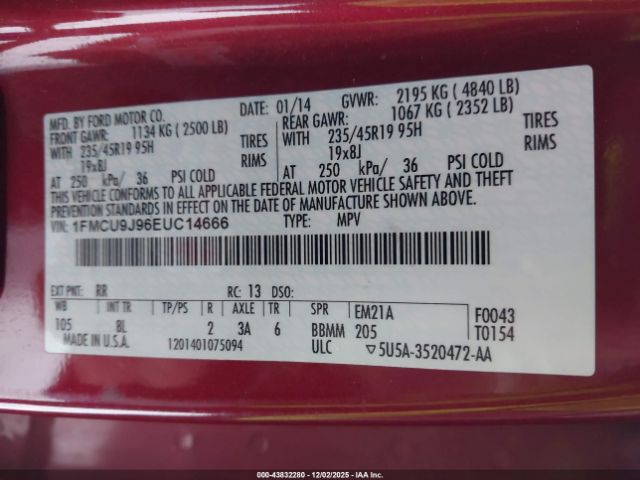 MFD. BY FORD MOTOR CO.
DATE: 01/14 GVWR: 2195 KG ( 4840 LB)
FRONT GAWR: 1134 KG ( 2500 LB) REAR GAWR: 1067 KG ( 2352 LB)
WITH 235/45R19 95H TIRES WITH 235/45R19 95H TIRES
19x8J RIMS 19x8J RIMS
AT 250 kPa/ 36 PSI COLD AT 250 kPa/ 36 PSI COLD
THIS VEHICLE CONFORMS TO ALL APPLICABLE FEDERAL MOTOR VEHICLE SAFETY AND THEFT
PREVENTION STANDARDS IN EFFECT ON THE DATE OF MANUFACTURE SHOWN ABOVE.
VIN: 1FMCU9J96EUC14666 TYPE: MPV
EXT PNT: RR RC: 13 DSO:
WB INT TR TP/PS R AXLE TR SPR EM21A F0043
105 8L 2 3A 6 BBMM 205 T0154
MADE IN U.S.A. 1201401075094 ULC 5U5A-3520472-AA
000-43832280 - 12/02/2025 - IAAI.com